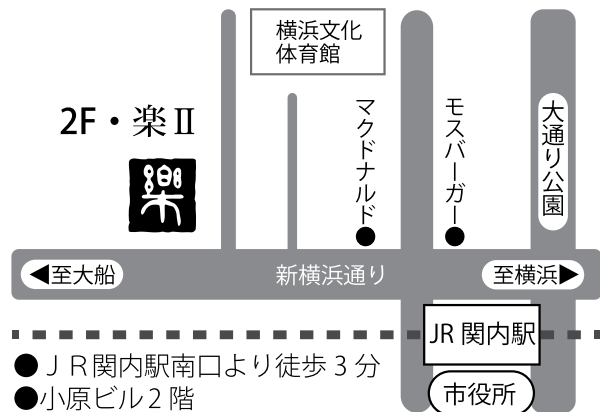 横浜文化
体育館
2F・楽Ⅱ
樂
マクドナルド●
モスバーガー●
大通り公園
◀至大船
新横浜通り
至横浜▶
JR 関内駅
市役所
●ＪＲ関内駅南口より徒歩３分
●小原ビル２階